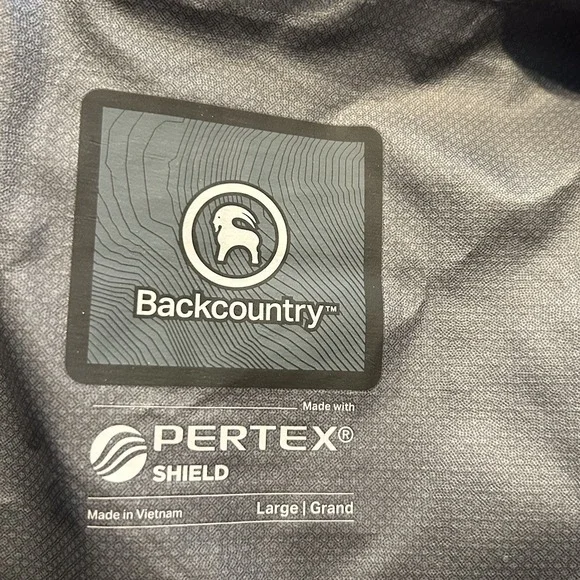 Backcountry™
Made with
PERTEX®
SHIELD
Made in Vietnam
Large | Grand